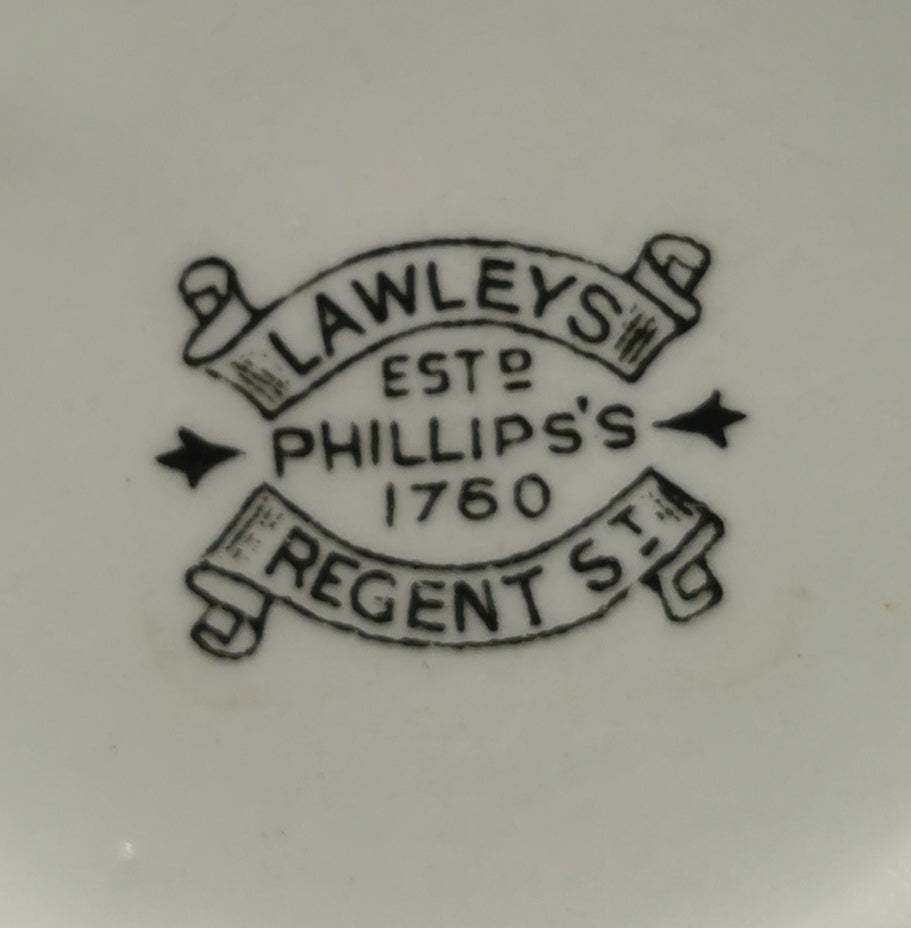 LAWLEYS
ESTᴰ
PHILLIPS'S
1760
REGENT Sᵀ